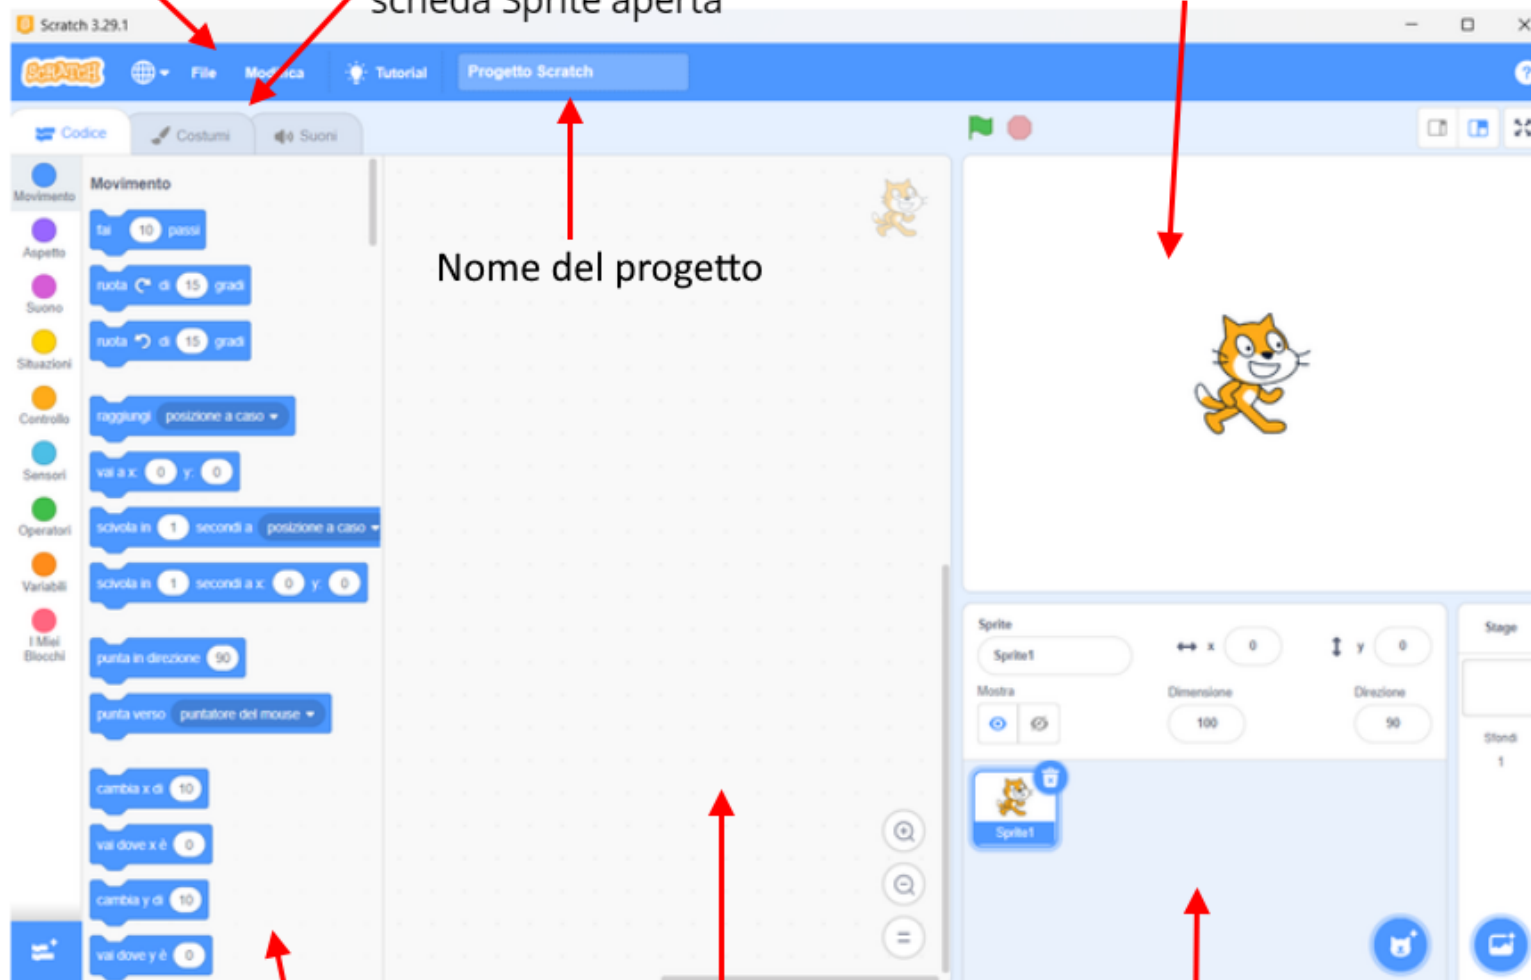 scheda Sprite aperta
Scratch 3.29.1
SCRATCH
File
Modifica
Tutorial
Progetto Scratch
Codice
Costumi
Suoni
Movimento
Aspetto
Suono
Situazioni
Controllo
Sensori
Operatori
Variabili
I Miei
Blocchi
Movimento
fai 10 passi
ruota di 15 gradi
ruota di 15 gradi
raggiungi posizione a caso
vai a x: 0 y: 0
scivola in 1 secondi a posizione a caso
scivola in 1 secondi a x: 0 y: 0
punta in direzione 90
punta verso puntatore del mouse
cambia x di 10
vai dove x è 0
cambia y di 10
vai dove y è 0
Nome del progetto
Sprite
Sprite1
x 0
y 0
Mostra
Dimensione
100
Direzione
90
Sprite1
Stage
Sfondi
1